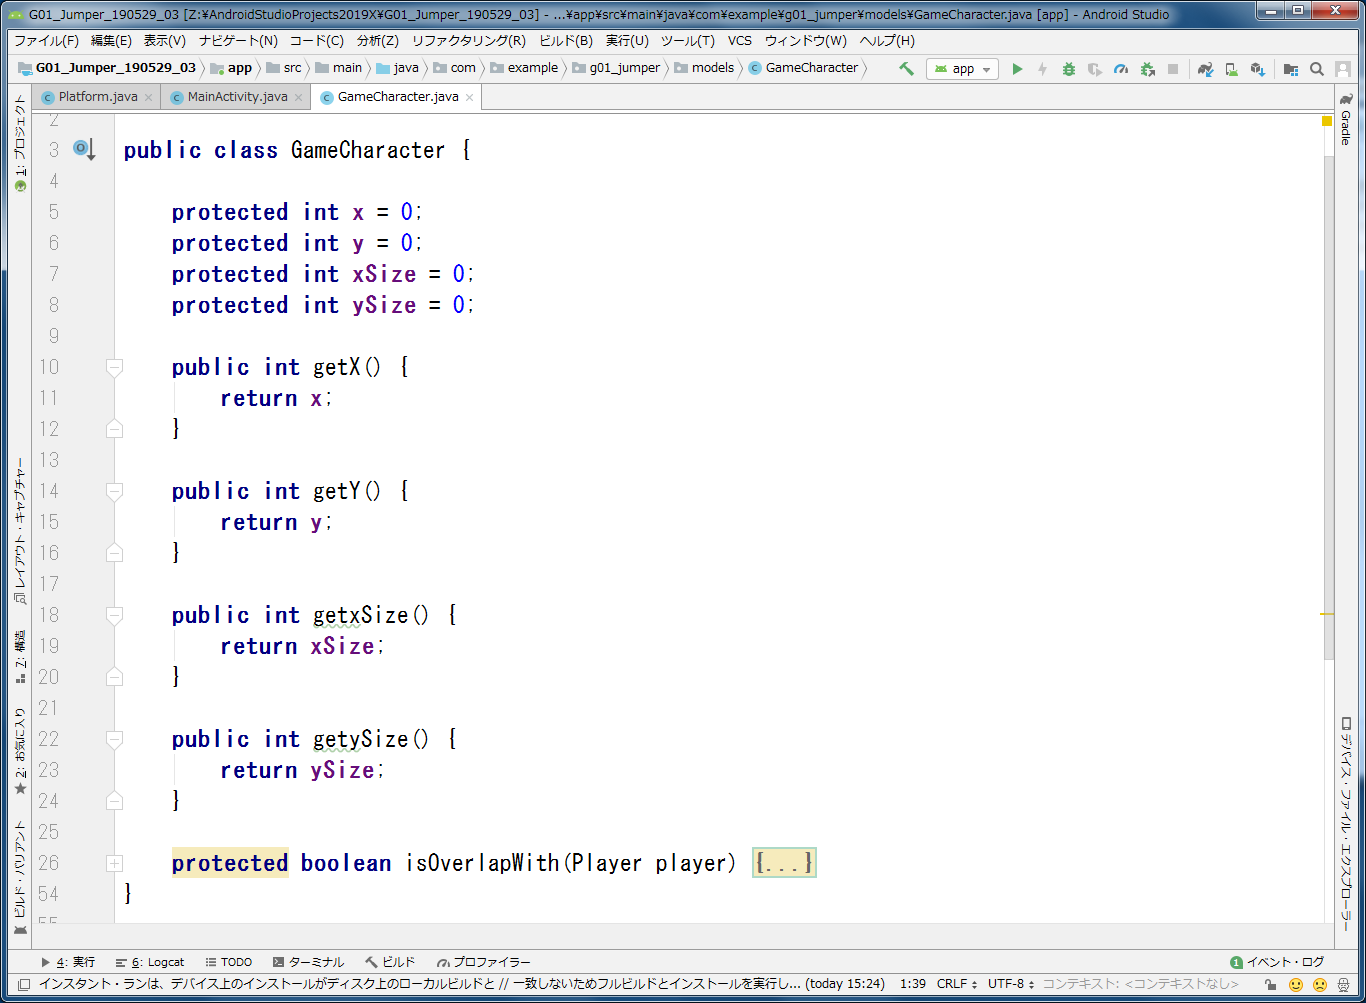 G01_Jumper_190529_03 [Z:¥AndroidStudioProjects2019X¥G01_Jumper_190529_03] - ...¥app¥src¥main¥java¥com¥example¥g01_jumper¥models¥GameCharacter.java [app] - Android Studio
ファイル(F) 編集(E) 表示(V) ナビゲート(N) コード(C) 分析(Z) リファクタリング(R) ビルド(B) 実行(U) ツール(T) VCS ウィンドウ(W) ヘルプ(H)
G01_Jumper_190529_03 app src main java com example g01_jumper models GameCharacter app
Platform.java MainActivity.java GameCharacter.java
1: プロジェクト
レイアウト・キャプチャー
7: 構造
2: お気に入り
ビルド・バリアント
2
3 public class GameCharacter {
4
5 protected int x = 0;
6 protected int y = 0;
7 protected int xSize = 0;
8 protected int ySize = 0;
9
10 public int getX() {
11 return x;
12 }
13
14 public int getY() {
15 return y;
16 }
17
18 public int getxSize() {
19 return xSize;
20 }
21
22 public int getySize() {
23 return ySize;
24 }
25
26 protected boolean isOverlapWith(Player player) {...}
54 }
55
Gradle
デバイス・ファイル・エクスプローラー
4: 実行 6: Logcat TODO ターミナル ビルド プロファイラー 1 イベント・ログ
インスタント・ランは、デバイス上のインストールがディスク上のローカルビルドと // 一致しないためフルビルドとインストールを実行し... (today 15:24) 1:39 CRLF UTF-8 コンテキスト: <コンテキストなし>